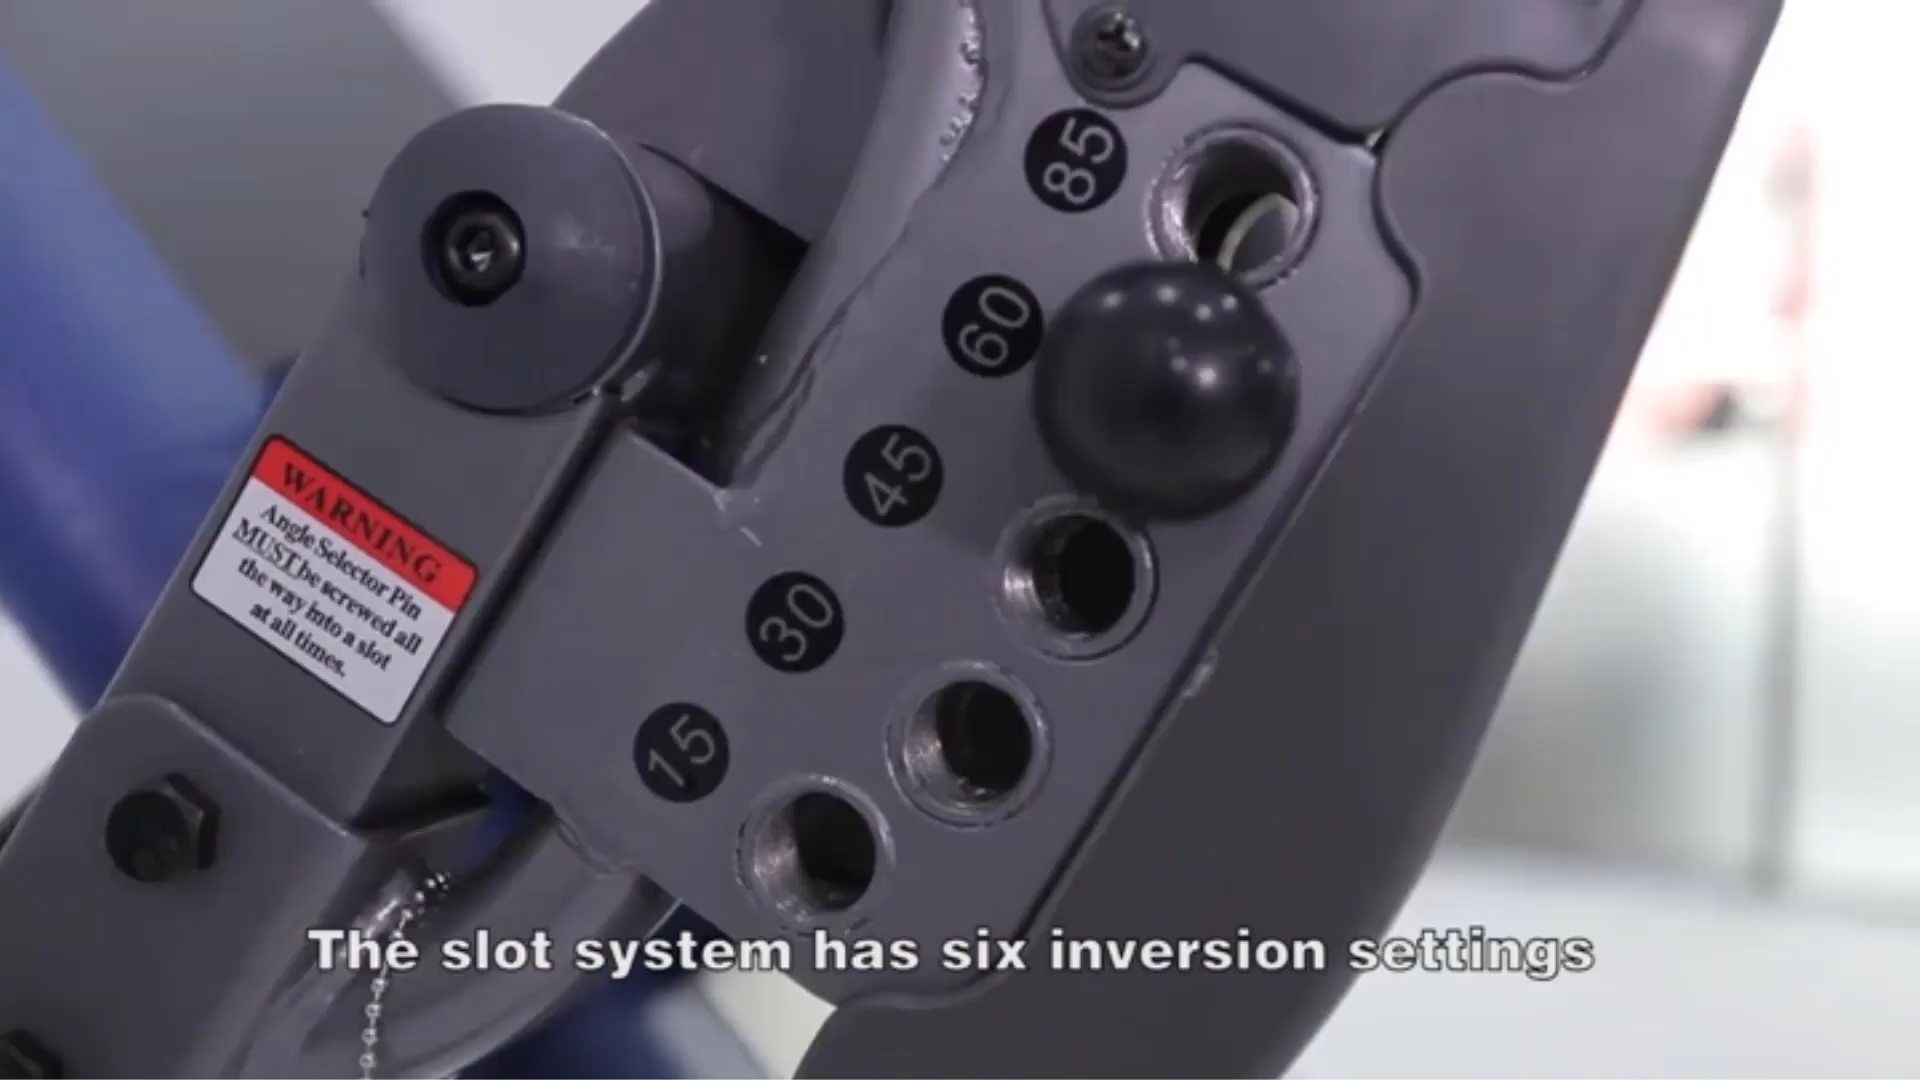 85
60
45
30
15
WARNING
Angle Selector Pin
MUST be screwed all
the way into a slot
at all times.
The slot system has six inversion settings